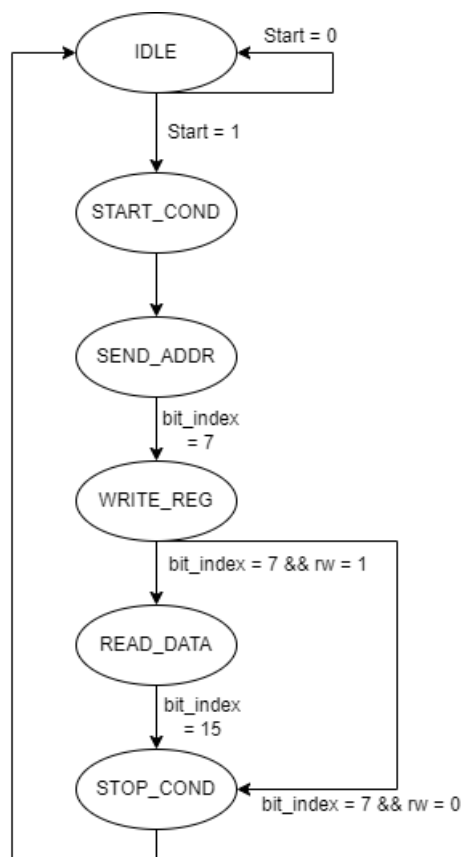 IDLE
Start = 0
Start = 1
START_COND
SEND_ADDR
bit_index
= 7
WRITE_REG
bit_index = 7 && rw = 1
READ_DATA
bit_index
= 15
STOP_COND
bit_index = 7 && rw = 0